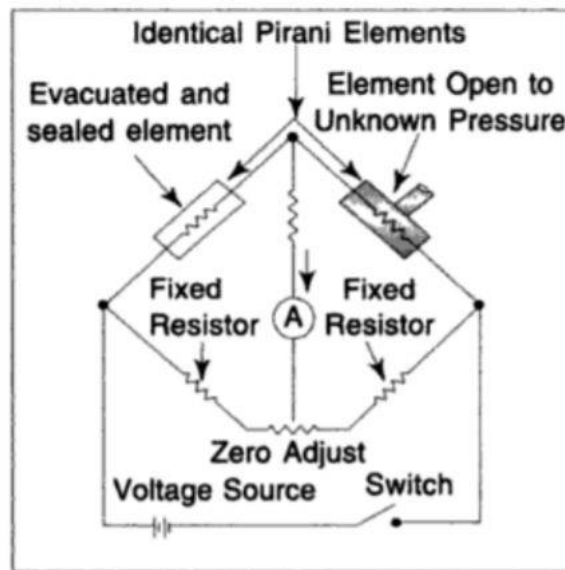 Identical Pirani Elements
Evacuated and
sealed element
Element Open to
Unknown Pressure
Fixed
Resistor
A
Fixed
Resistor
Zero Adjust
Voltage Source
Switch